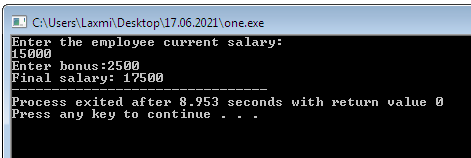 C:\Users\Laxmi\Desktop\17.06.2021\one.exe
Enter the employee current salary:
15000
Enter bonus:2500
Final salary: 17500
--------------------------------
Process exited after 8.953 seconds with return value 0
Press any key to continue . . .